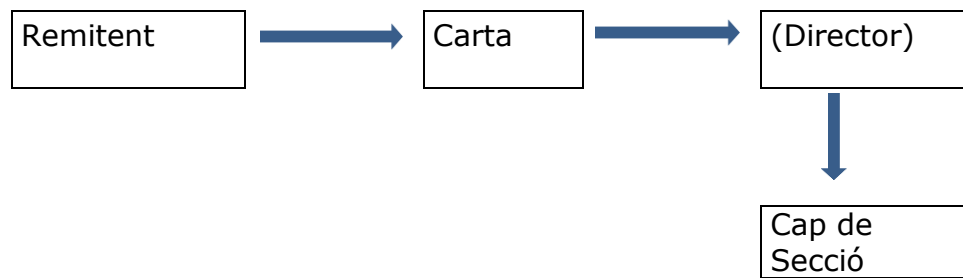 Remitent
Carta
(Director)
Cap de
Secció